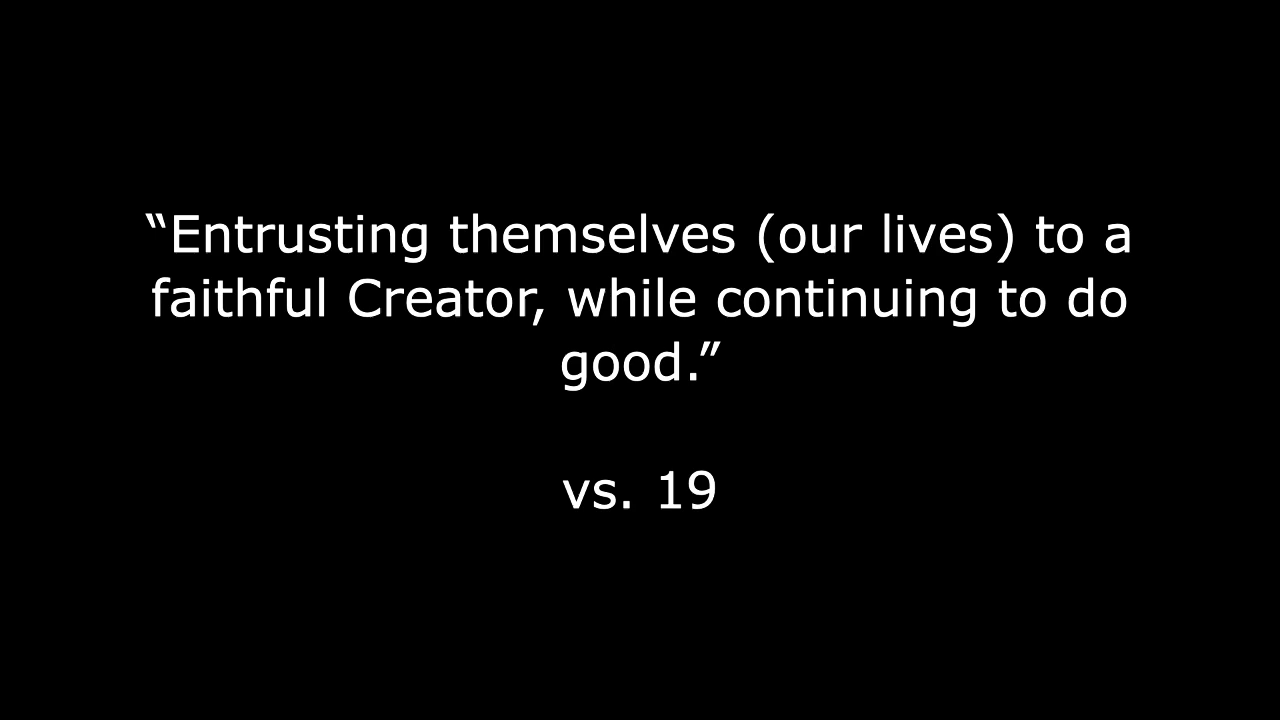 “Entrusting themselves (our lives) to a
faithful Creator, while continuing to do
good.”
vs. 19